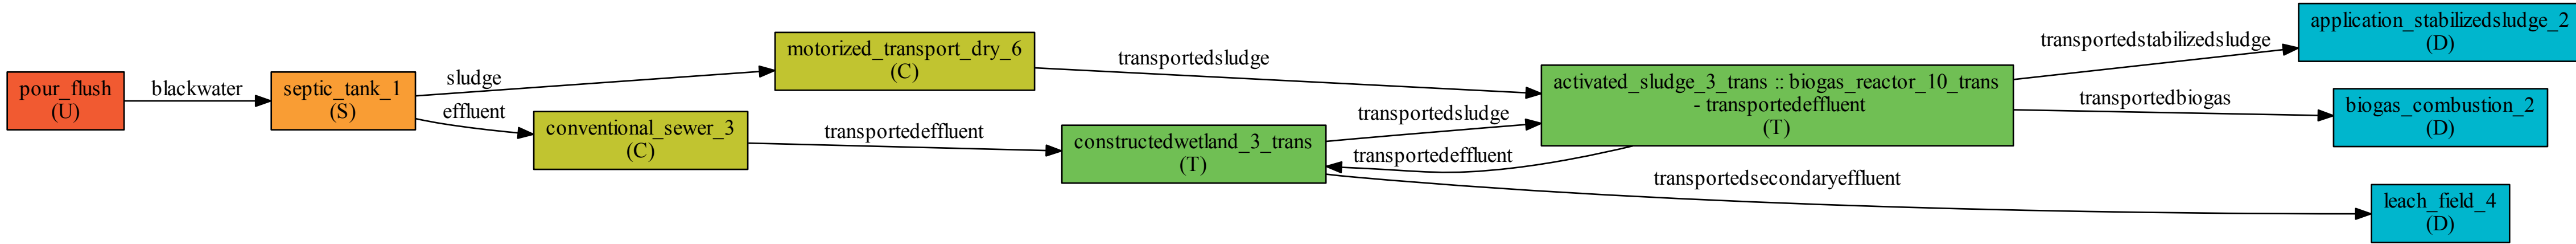 pour_flush
(U)
blackwater
septic_tank_1
(S)
sludge
effluent
motorized_transport_dry_6
(C)
conventional_sewer_3
(C)
transportedsludge
transportedeffluent
constructedwetland_3_trans
(T)
transportedsludge
transportedeffluent
activated_sludge_3_trans :: biogas_reactor_10_trans
- transportedeffluent
(T)
transportedstabilizedsludge
transportedbiogas
transportedsecondaryeffluent
application_stabilizedsludge_2
(D)
biogas_combustion_2
(D)
leach_field_4
(D)